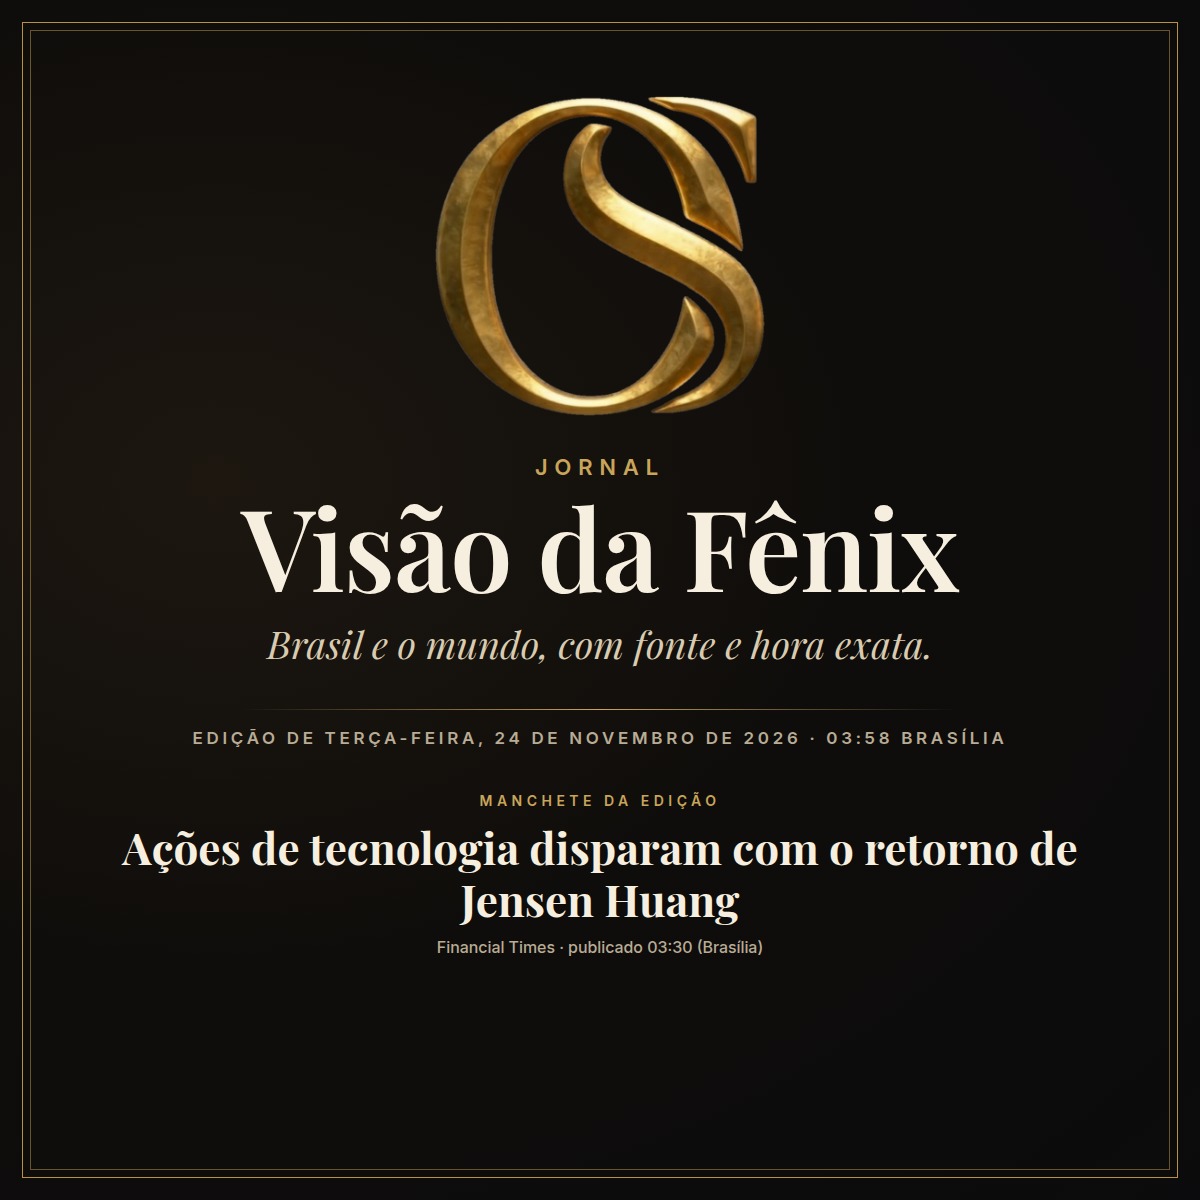 CS
JORNAL
Visão da Fênix
Brasil e o mundo, com fonte e hora exata.
EDIÇÃO DE TERÇA-FEIRA, 24 DE NOVEMBRO DE 2026 · 03:58 BRASÍLIA
MANCHETE DA EDIÇÃO
Ações de tecnologia disparam com o retorno de
Jensen Huang
Financial Times · publicado 03:30 (Brasília)